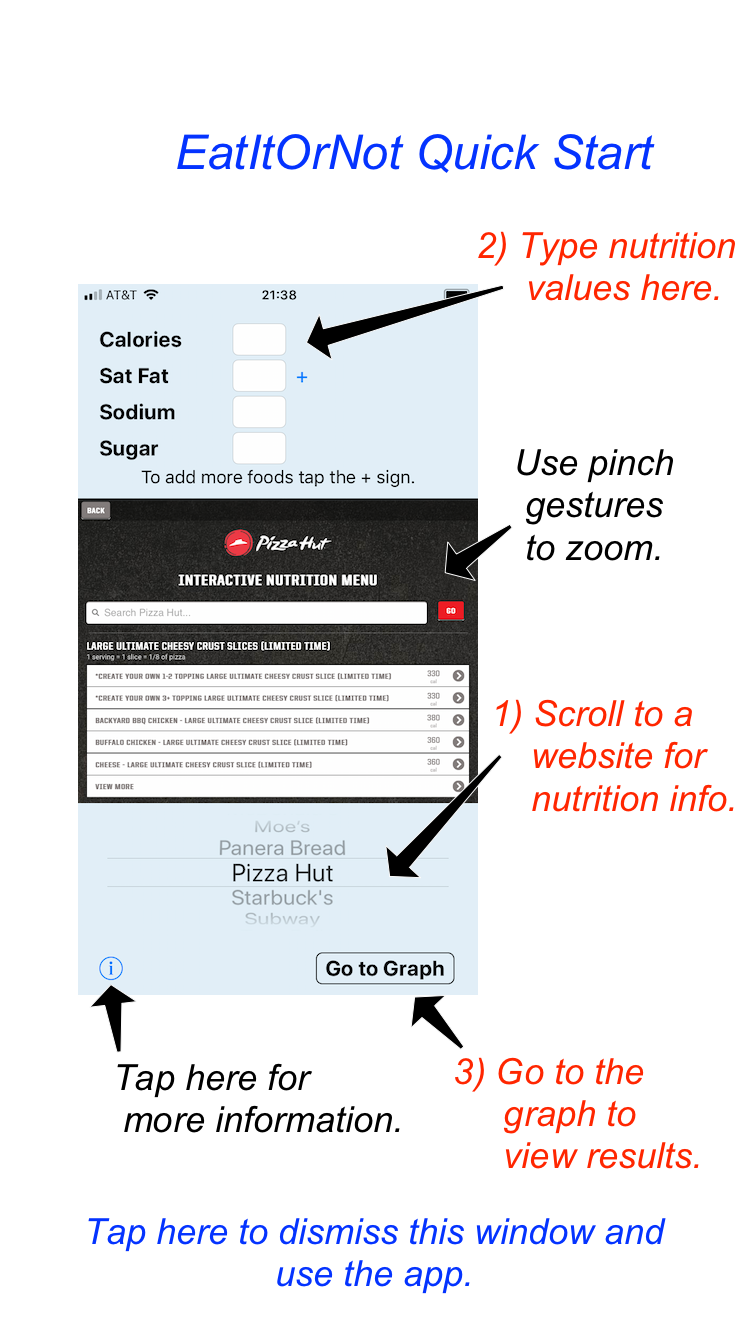 EatItOrNot Quick Start
2) Type nutrition
values here.
AT&T 21:38
Calories
Sat Fat +
Sodium
Sugar
To add more foods tap the + sign.
Use pinch
gestures
to zoom.
BACK
Pizza Hut
INTERACTIVE NUTRITION MENU
Search Pizza Hut... GO
LARGE ULTIMATE CHEESY CRUST SLICES (LIMITED TIME)
1 serving = 1 slice = 1/8 of pizza
*CREATE YOUR OWN 1-2 TOPPING LARGE ULTIMATE CHEESY CRUST SLICE (LIMITED TIME) 330 cal
*CREATE YOUR OWN 3+ TOPPING LARGE ULTIMATE CHEESY CRUST SLICE (LIMITED TIME) 330 cal
BACKYARD BBQ CHICKEN - LARGE ULTIMATE CHEESY CRUST SLICE (LIMITED TIME) 380 cal
BUFFALO CHICKEN - LARGE ULTIMATE CHEESY CRUST SLICE (LIMITED TIME) 360 cal
CHEESE - LARGE ULTIMATE CHEESY CRUST SLICE (LIMITED TIME) 360 cal
VIEW MORE
1) Scroll to a
website for
nutrition info.
Moe's
Panera Bread
Pizza Hut
Starbuck's
Subway
i
Go to Graph
Tap here for
more information.
3) Go to the
graph to
view results.
Tap here to dismiss this window and
use the app.